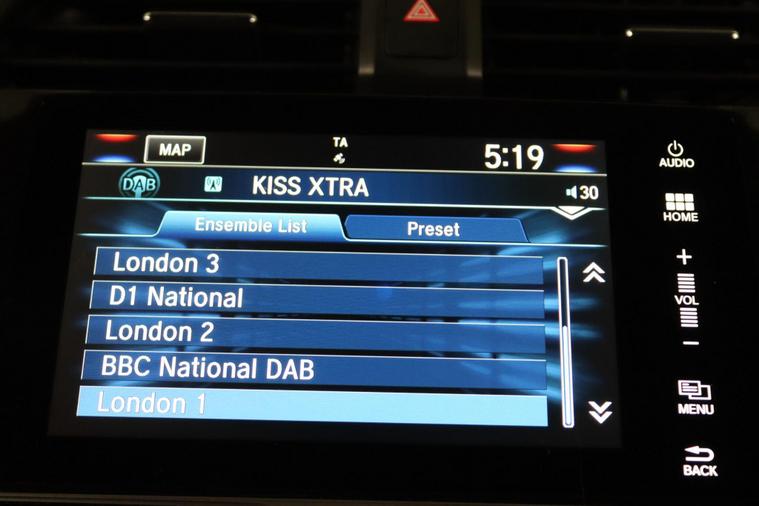 MAP
TA
5:19
DAB
KISS XTRA
30
Ensemble List
Preset
London 3
D1 National
London 2
BBC National DAB
London 1
AUDIO
HOME
+
VOL
−
MENU
BACK